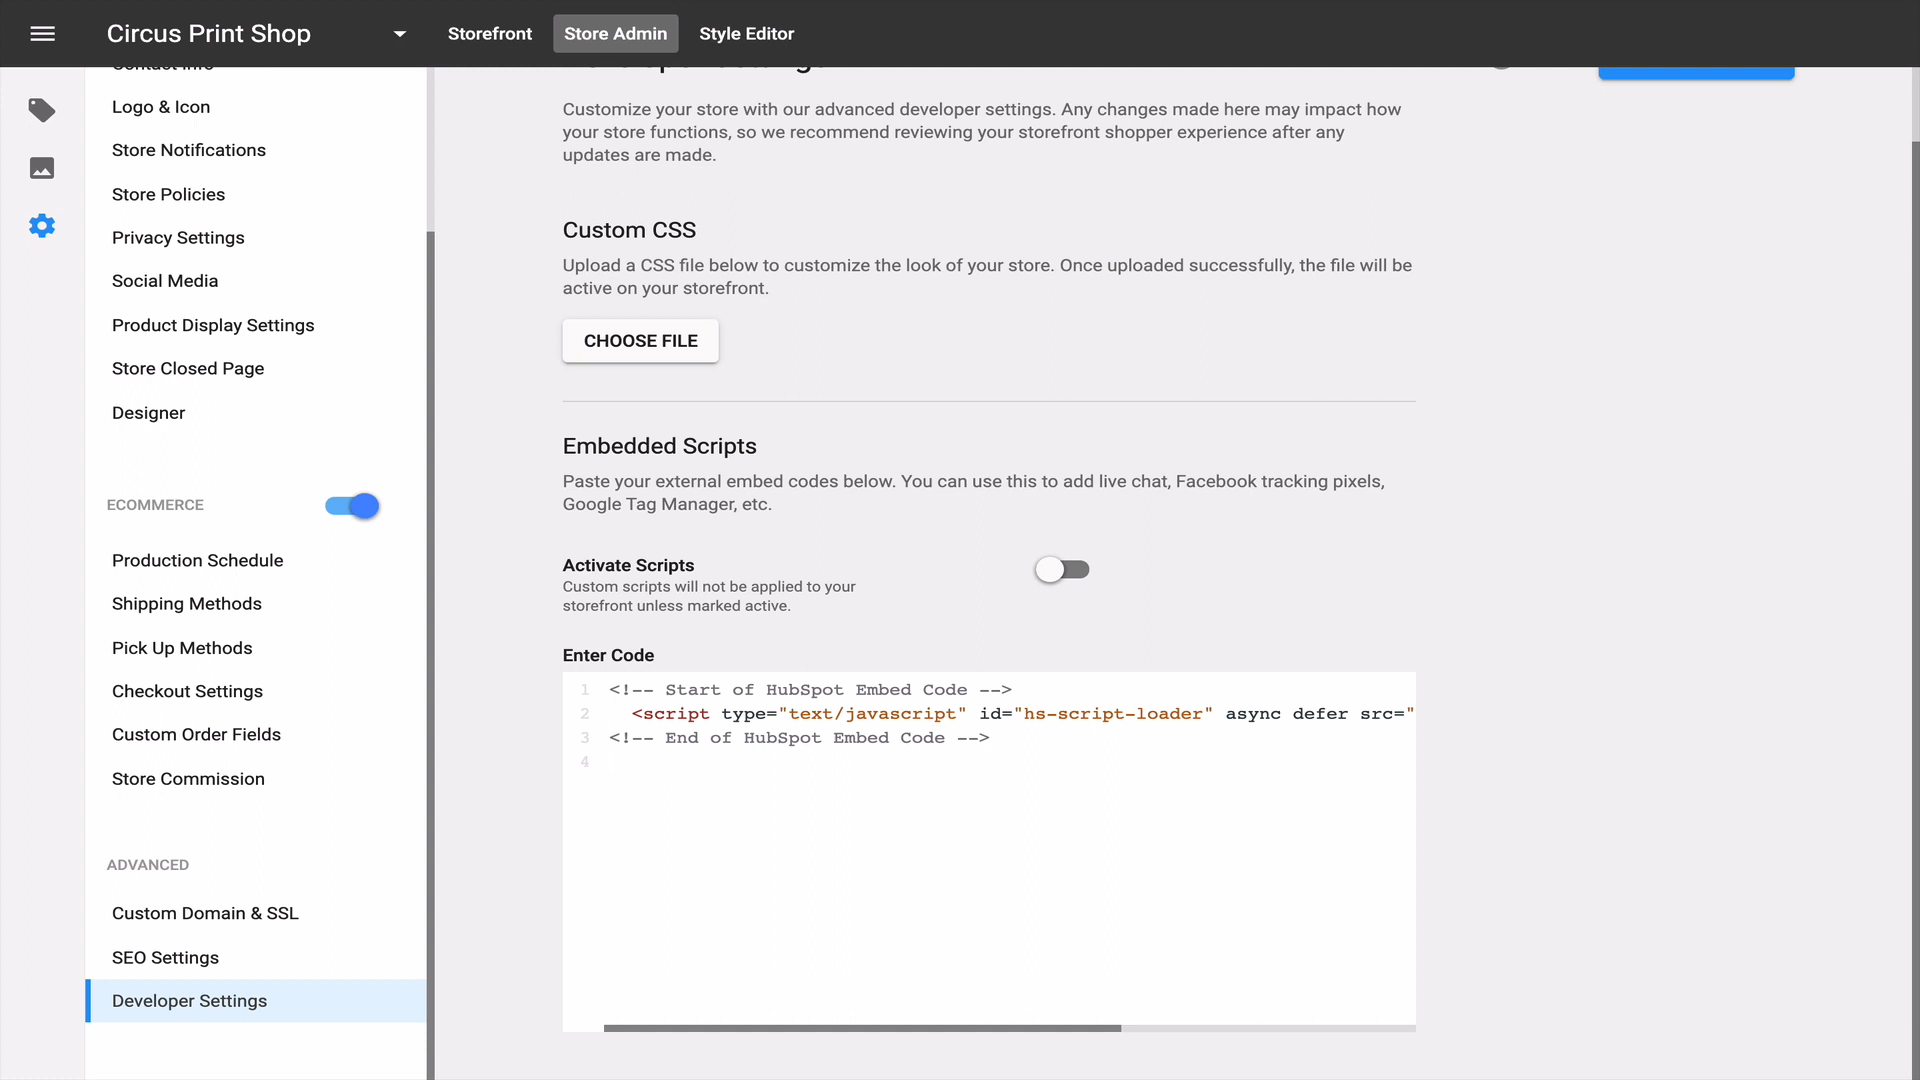 Circus Print Shop
Storefront
Store Admin
Style Editor
Contact Info
Logo & Icon
Store Notifications
Store Policies
Privacy Settings
Social Media
Product Display Settings
Store Closed Page
Designer
ECOMMERCE
Production Schedule
Shipping Methods
Pick Up Methods
Checkout Settings
Custom Order Fields
Store Commission
ADVANCED
Custom Domain & SSL
SEO Settings
Developer Settings
Developer Settings
Customize your store with our advanced developer settings. Any changes made here may impact how
your store functions, so we recommend reviewing your storefront shopper experience after any
updates are made.
Custom CSS
Upload a CSS file below to customize the look of your store. Once uploaded successfully, the file will be
active on your storefront.
CHOOSE FILE
Embedded Scripts
Paste your external embed codes below. You can use this to add live chat, Facebook tracking pixels,
Google Tag Manager, etc.
Activate Scripts
Custom scripts will not be applied to your
storefront unless marked active.
Enter Code
1 <!-- Start of HubSpot Embed Code -->
2 <script type="text/javascript" id="hs-script-loader" async defer src="
3 <!-- End of HubSpot Embed Code -->
4